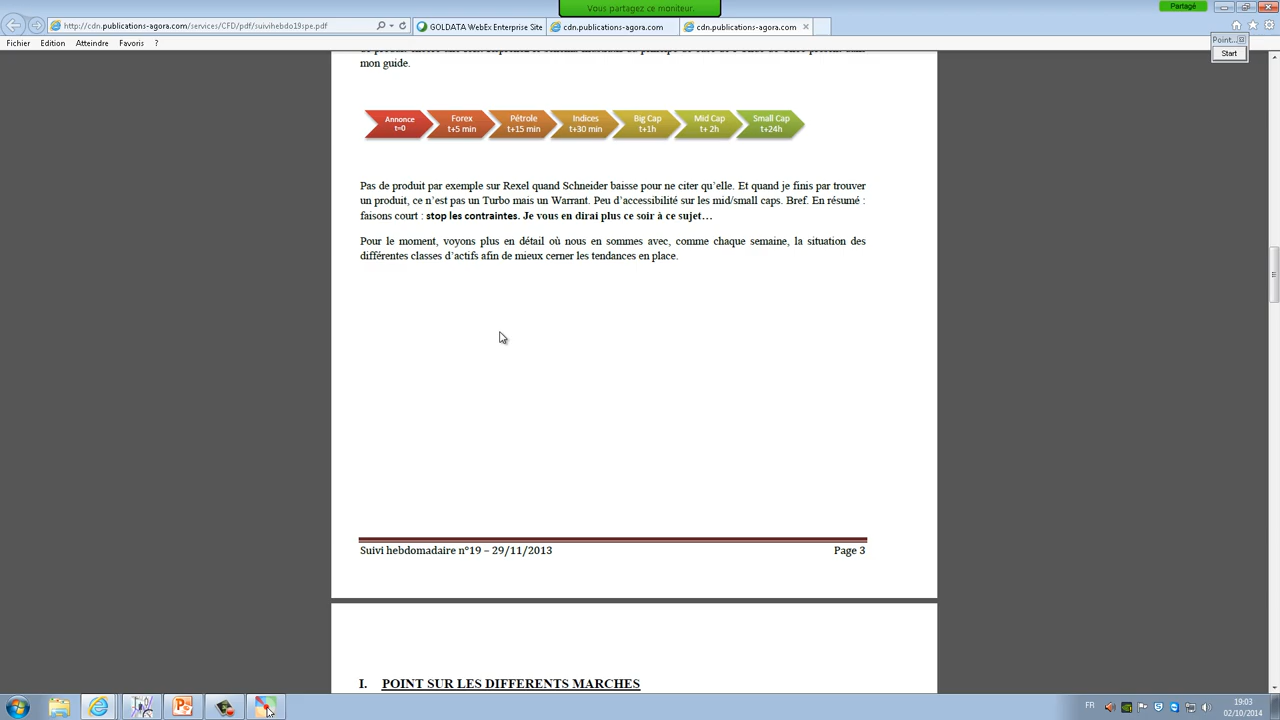 Vous partagez ce moniteur.
Partagé
http://cdn.publications-agora.com/services/CFD/pdf/suivihebdo19spe.pdf
GOLDATA WebEx Enterprise Site
cdn.publications-agora.com
cdn.publications-agora.com
Fichier Edition Atteindre Favoris ?
Point...
Start
mon guide.
Annonce t=0
Forex t+5 min
Pétrole t+15 min
Indices t+30 min
Big Cap t+1h
Mid Cap t+ 2h
Small Cap t+24h
Pas de produit par exemple sur Rexel quand Schneider baisse pour ne citer qu'elle. Et quand je finis par trouver
un produit, ce n'est pas un Turbo mais un Warrant. Peu d'accessibilité sur les mid/small caps. Bref. En résumé :
faisons court : stop les contraintes. Je vous en dirai plus ce soir à ce sujet…
Pour le moment, voyons plus en détail où nous en sommes avec, comme chaque semaine, la situation des
différentes classes d'actifs afin de mieux cerner les tendances en place.
Suivi hebdomadaire n°19 – 29/11/2013 Page 3
I. POINT SUR LES DIFFERENTS MARCHES
FR
19:03
02/10/2014